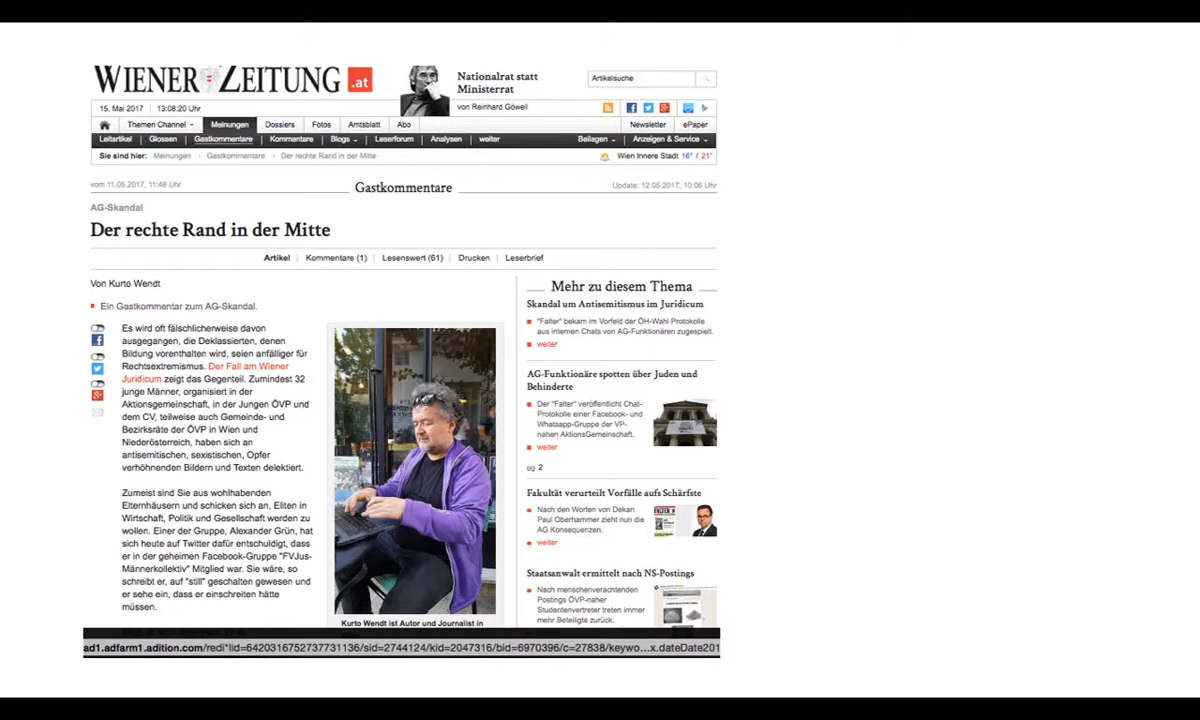 WIENER ZEITUNG .at
Nationalrat statt
Ministerrat
von Reinhard Göweil
Artikelsuche
15. Mai 2017 | 13:08:20 Uhr
Themen Channel Meinungen Dossiers Fotos Amtsblatt Abo Newsletter ePaper
Leitartikel Glossen Gastkommentare Kommentare Blogs Leserforum Analysen weiter Beilagen Anzeigen & Service
Sie sind hier: Meinungen › Gastkommentare › Der rechte Rand in der Mitte
Wien Innere Stadt 16° / 21°
vom 11.05.2017, 11:48 Uhr
Gastkommentare
Update: 12.05.2017, 10:06 Uhr
AG-Skandal
Der rechte Rand in der Mitte
Artikel | Kommentare (1) | Lesenswert (61) | Drucken | Leserbrief
Von Kurto Wendt
Ein Gastkommentar zum AG-Skandal.
Es wird oft fälschlicherweise davon
ausgegangen, die Deklassierten, denen
Bildung vorenthalten wird, seien anfälliger für
Rechtsextremismus. Der Fall am Wiener
Juridicum zeigt das Gegenteil. Zumindest 32
junge Männer, organisiert in der
Aktionsgemeinschaft, in der Jungen ÖVP und
dem CV, teilweise auch Gemeinde- und
Bezirksräte der ÖVP in Wien und
Niederösterreich, haben sich an
antisemitischen, sexistischen, Opfer
verhöhnenden Bildern und Texten delektiert.
Zumeist sind Sie aus wohlhabenden
Elternhäusern und schicken sich an, Eliten in
Wirtschaft, Politik und Gesellschaft werden zu
wollen. Einer der Gruppe, Alexander Grün, hat
sich heute auf Twitter dafür entschuldigt, dass
er in der geheimen Facebook-Gruppe "FVJus-
Männerkollektiv" Mitglied war. Sie wäre, so
schreibt er, auf "still" geschalten gewesen und
er sehe ein, dass er einschreiten hätte
müssen.
Kurto Wendt ist Autor und Journalist in
Mehr zu diesem Thema
Skandal um Antisemitismus im Juridicum
"Falter" bekam im Vorfeld der ÖH-Wahl Protokolle
aus internen Chats von AG-Funktionären zugespielt.
weiter
AG-Funktionäre spotten über Juden und
Behinderte
Der "Falter" veröffentlicht Chat-
Protokolle einer Facebook- und
Whatsapp-Gruppe der VP-
nahen AktionsGemeinschaft.
weiter
2
Fakultät verurteilt Vorfälle aufs Schärfste
Nach den Worten von Dekan
Paul Oberhammer zieht nun die
AG Konsequenzen.
weiter
Staatsanwalt ermittelt nach NS-Postings
Nach menschenverachtenden
Postings ÖVP-naher
Studentenvertreter treten immer
mehr Beteiligte zurück.
ad1.adfarm1.adition.com/redi*lid=6420316752737731136/sid=2744124/kid=2047316/bid=6970396/c=27838/keywo...x.dateDate201